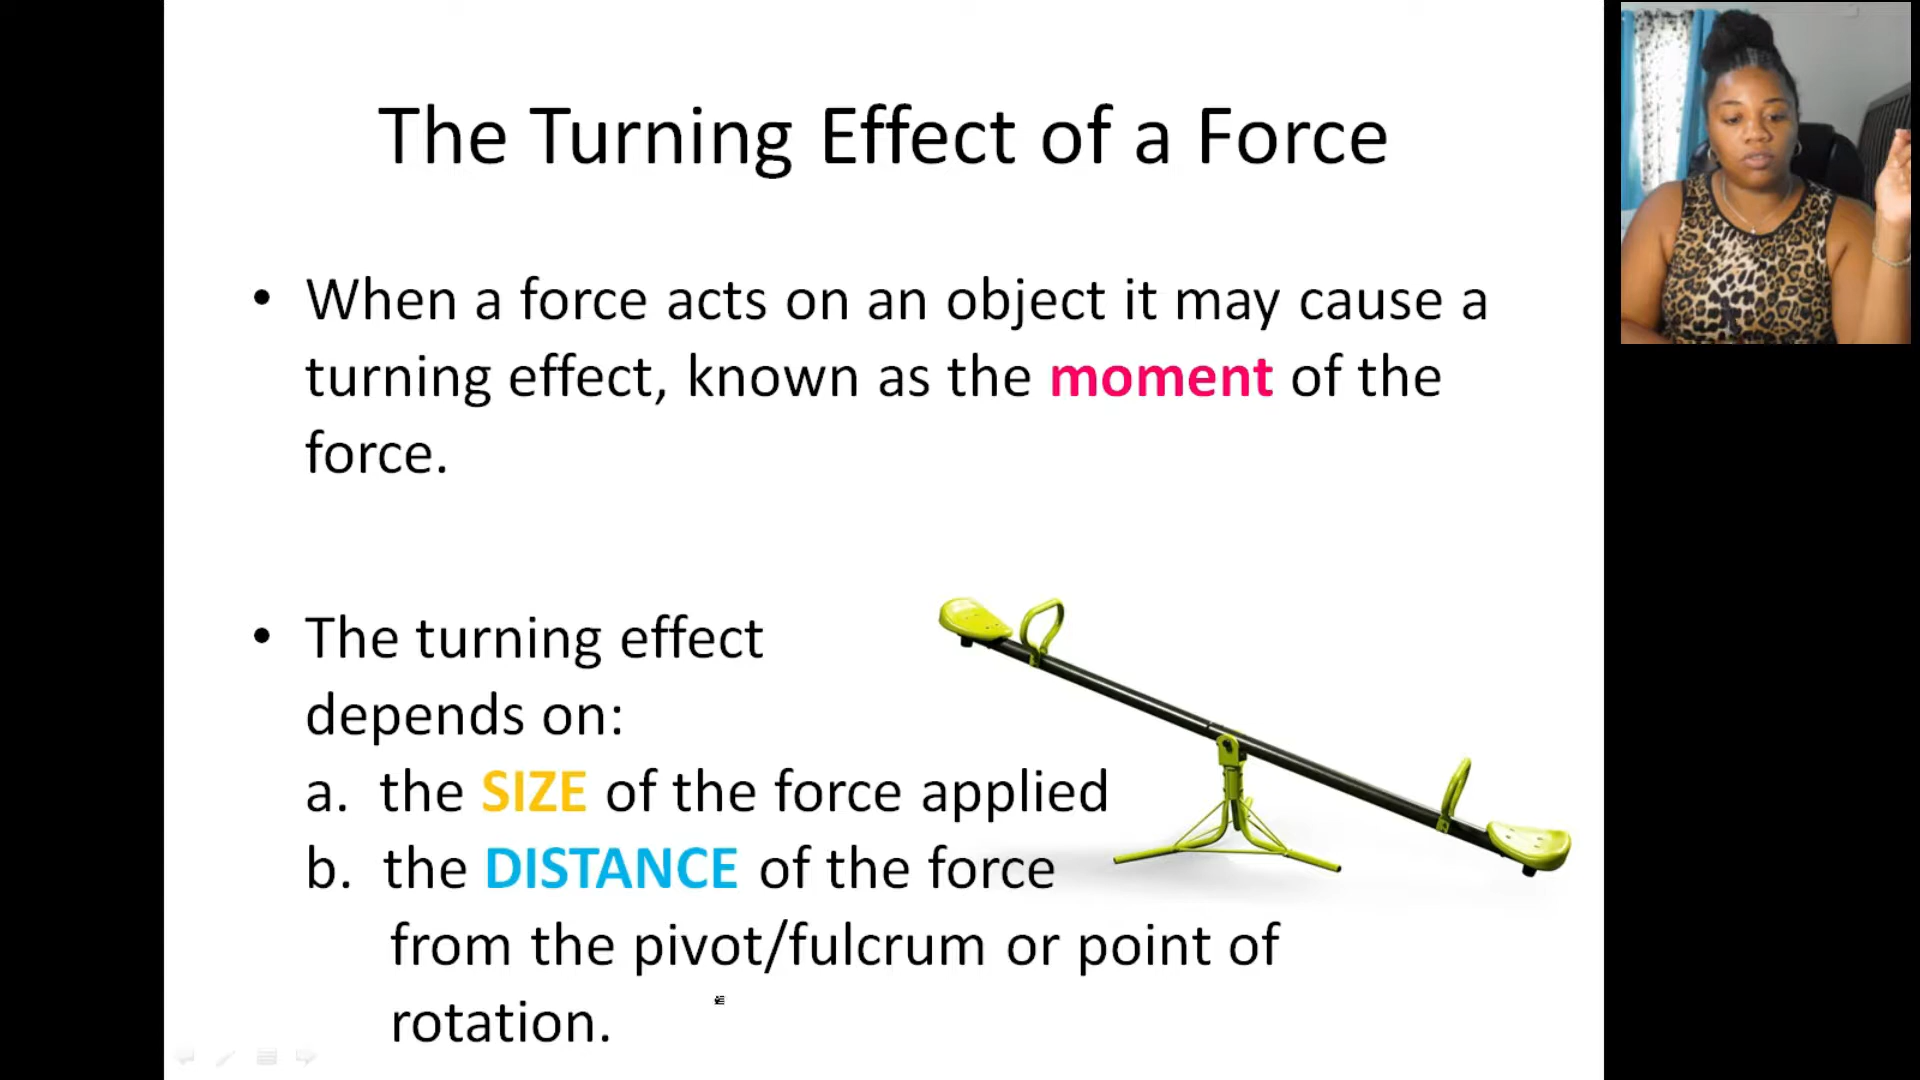 The Turning Effect of a Force
• When a force acts on an object it may cause a
turning effect, known as the moment of the
force.
• The turning effect
depends on:
a. the SIZE of the force applied
b. the DISTANCE of the force
from the pivot/fulcrum or point of
rotation.